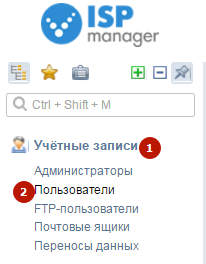 ISP
manager
Ctrl + Shift + M
Учётные записи 1
Администраторы
2 Пользователи
FTP-пользователи
Почтовые ящики
Переносы данных